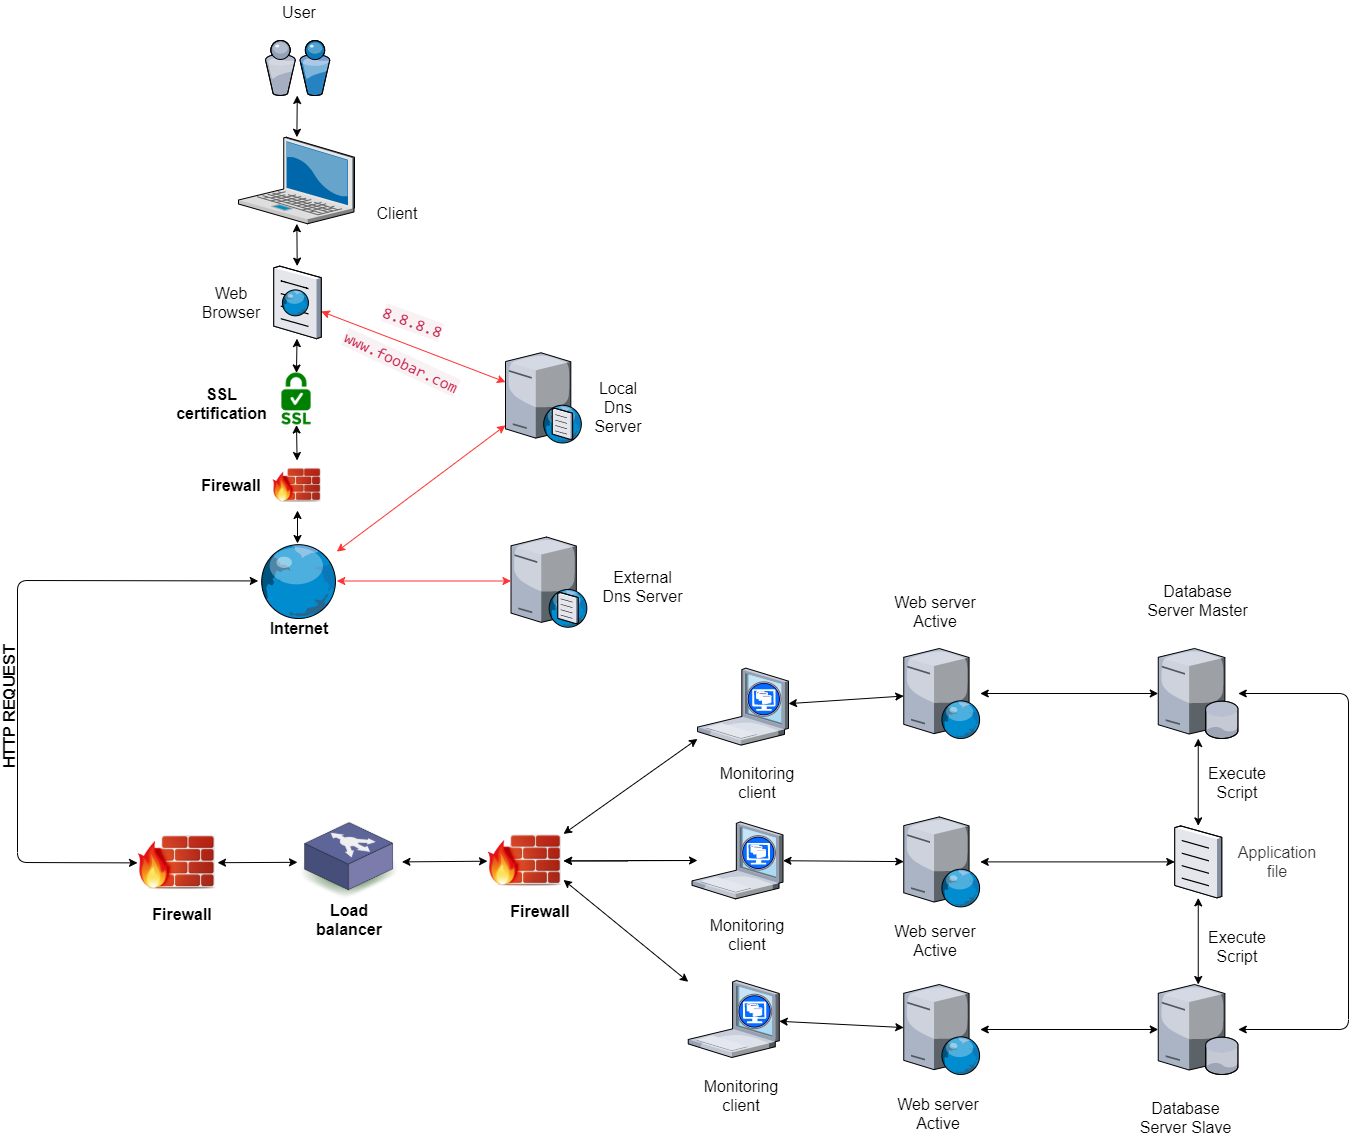 User
Client
Web
Browser
8.8.8.8
www.foobar.com
SSL
certification
SSL
Local
Dns
Server
Firewall
External
Dns Server
Internet
HTTP REQUEST
Web server
Active
Database
Server Master
Monitoring
client
Execute
Script
Application
file
Firewall
Load
balancer
Firewall
Monitoring
client
Web server
Active
Execute
Script
Monitoring
client
Web server
Active
Database
Server Slave